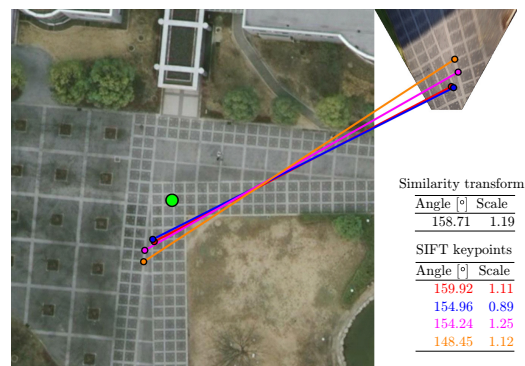 Similarity transform
Angle [°] Scale
158.71 1.19
SIFT keypoints
Angle [°] Scale
159.92 1.11
154.96 0.89
154.24 1.25
148.45 1.12